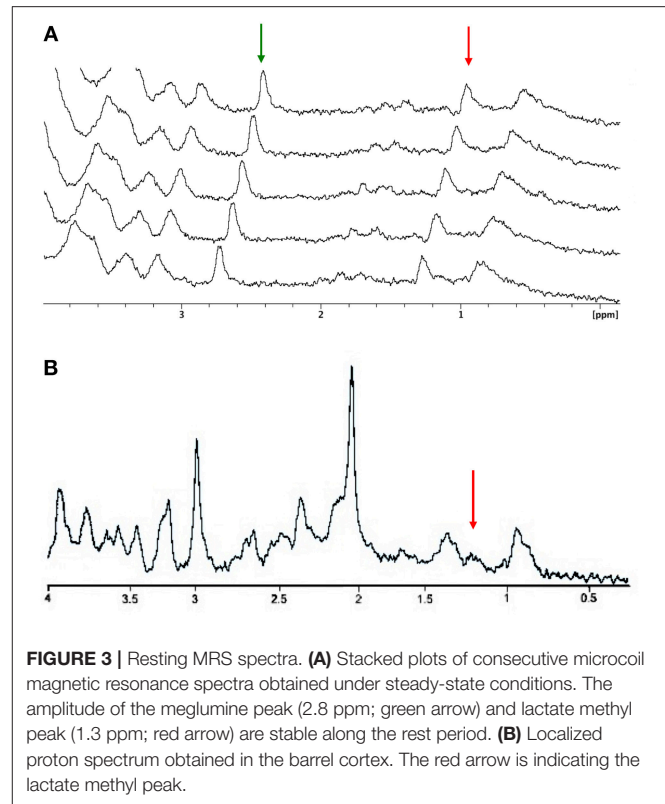 A
3
2
1
[ppm]
B
4
3.5
3
2.5
2
1.5
1
0.5
FIGURE 3 | Resting MRS spectra. (A) Stacked plots of consecutive microcoil
magnetic resonance spectra obtained under steady-state conditions. The
amplitude of the meglumine peak (2.8 ppm; green arrow) and lactate methyl
peak (1.3 ppm; red arrow) are stable along the rest period. (B) Localized
proton spectrum obtained in the barrel cortex. The red arrow is indicating the
lactate methyl peak.